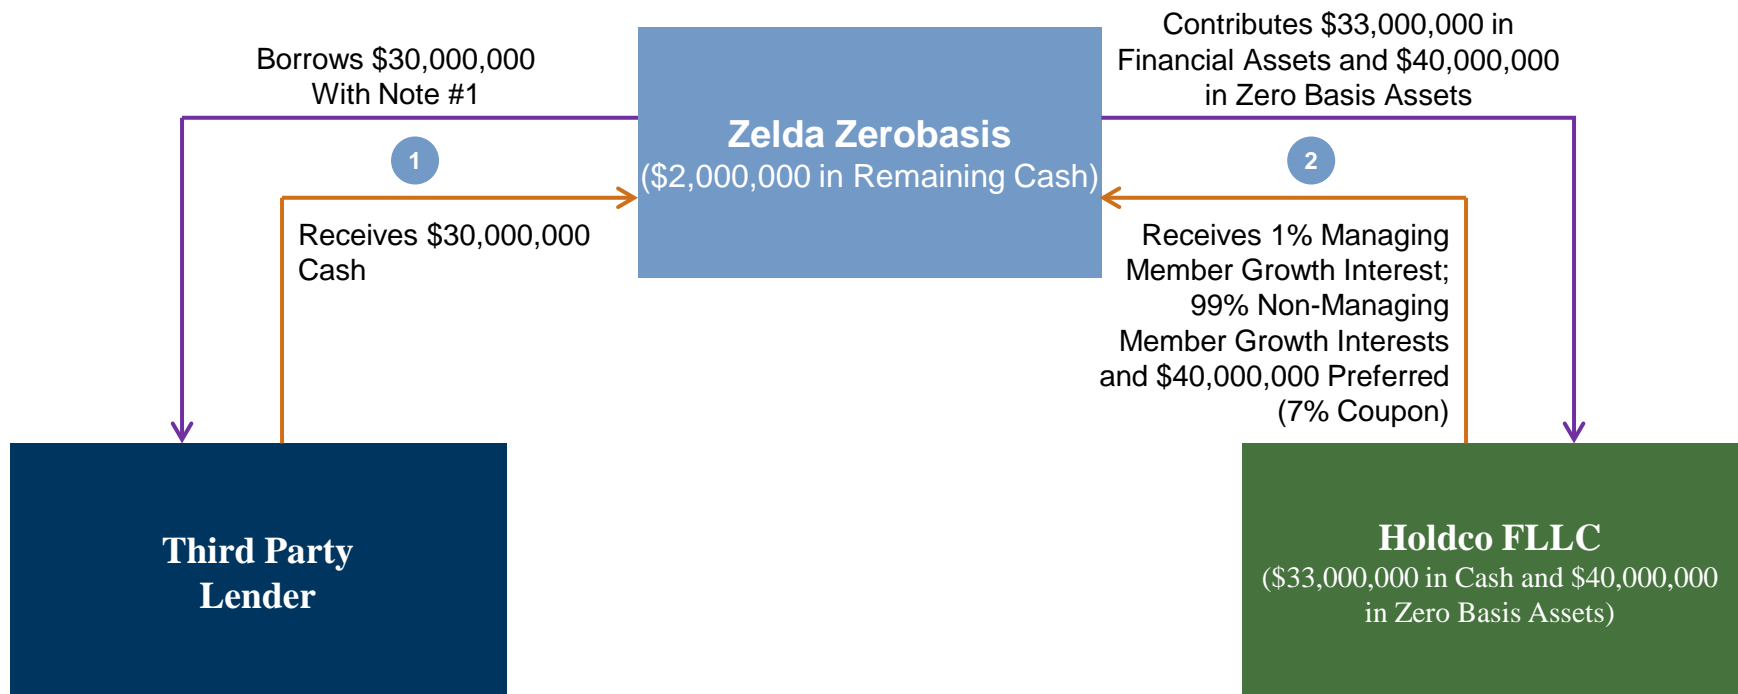 Borrows $30,000,000
With Note #1
1
Receives $30,000,000
Cash
Zelda Zerobasis
($2,000,000 in Remaining Cash)
Contributes $33,000,000 in
Financial Assets and $40,000,000
in Zero Basis Assets
2
Receives 1% Managing
Member Growth Interest;
99% Non-Managing
Member Growth Interests
and $40,000,000 Preferred
(7% Coupon)
Third Party
Lender
Holdco FLLC
($33,000,000 in Cash and $40,000,000
in Zero Basis Assets)